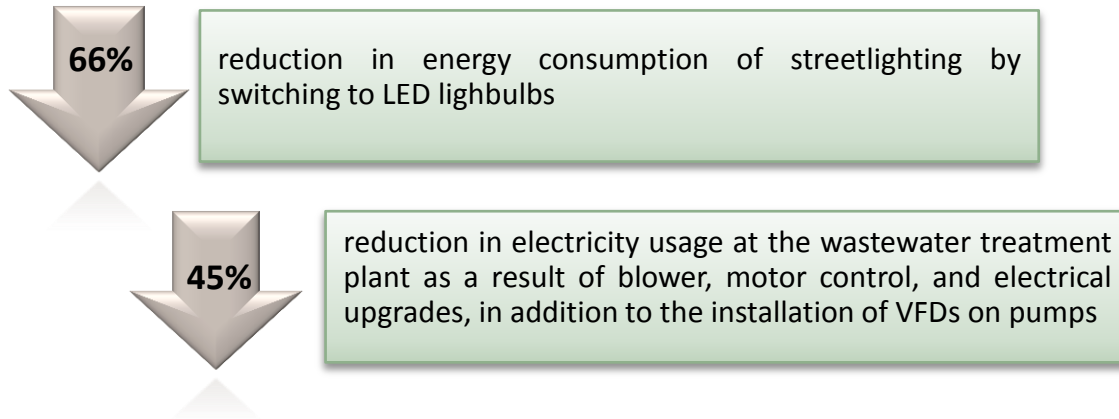 66%
reduction in energy consumption of streetlighting by
switching to LED lighbulbs
45%
reduction in electricity usage at the wastewater treatment
plant as a result of blower, motor control, and electrical
upgrades, in addition to the installation of VFDs on pumps